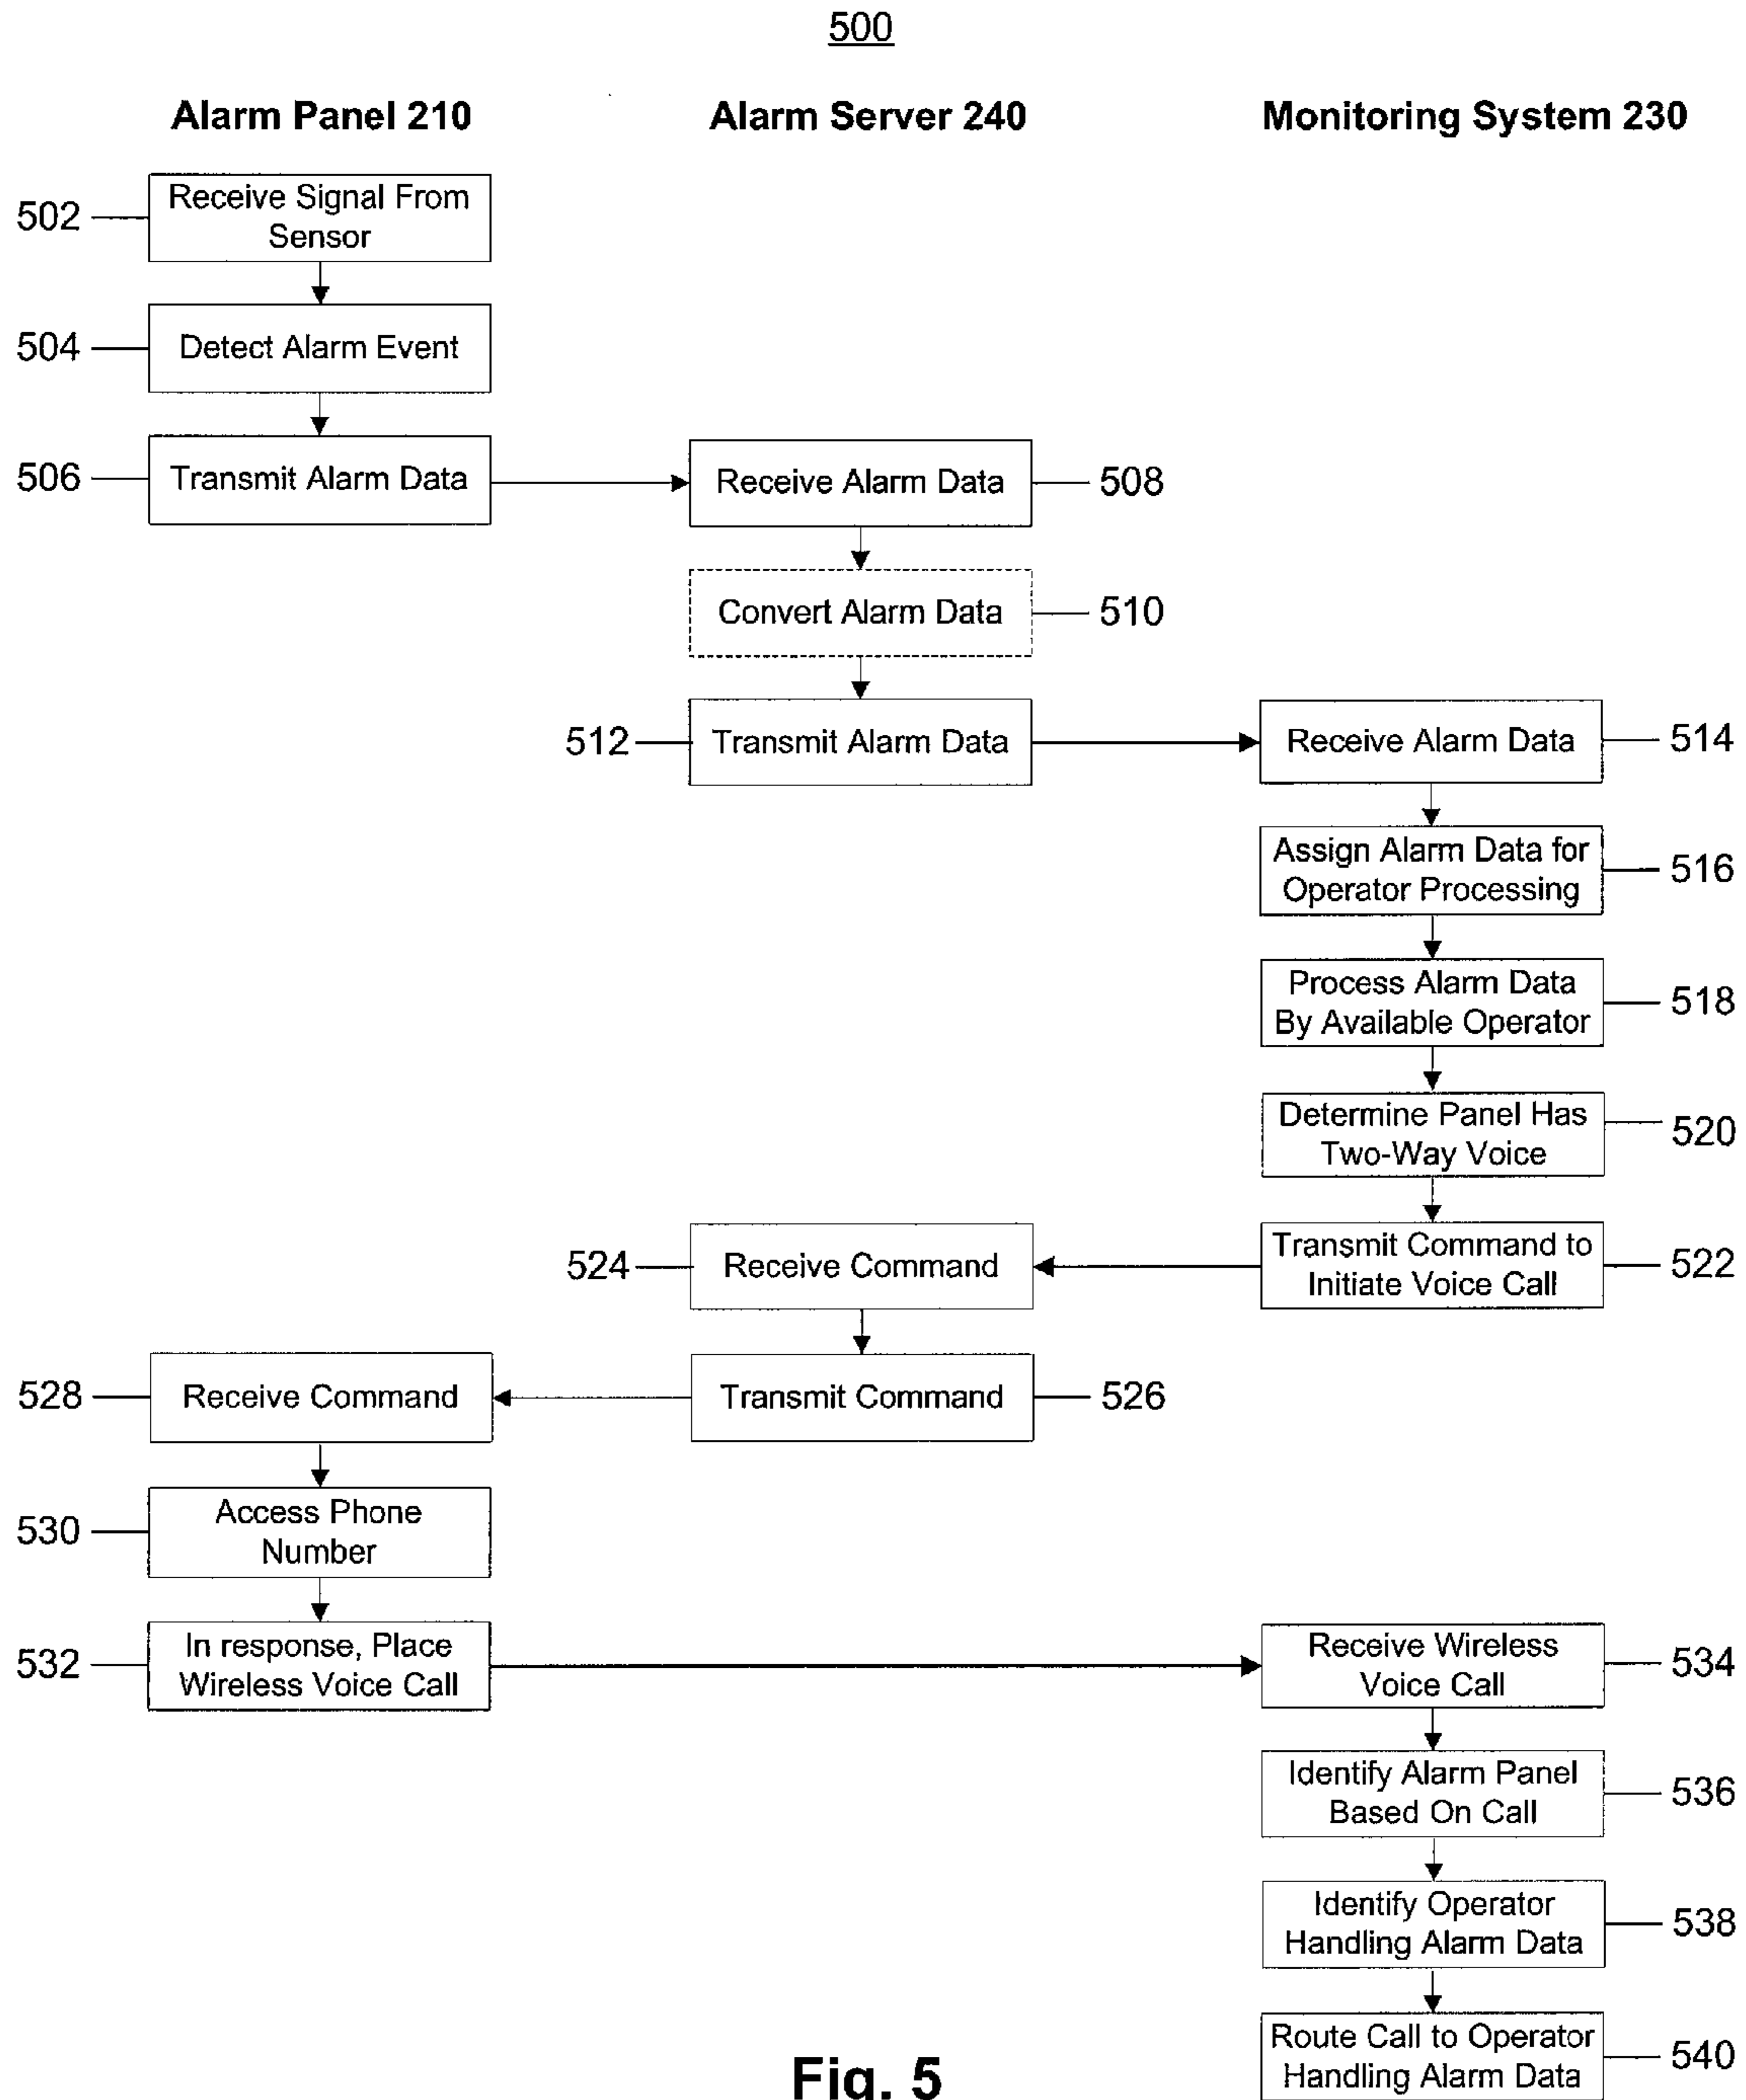 500
Alarm Panel 210
Alarm Server 240
Monitoring System 230
502
Receive Signal From
Sensor
504
Detect Alarm Event
506
Transmit Alarm Data
Receive Alarm Data
508
Convert Alarm Data
510
512
Transmit Alarm Data
Receive Alarm Data
514
Assign Alarm Data for
Operator Processing
516
Process Alarm Data
By Available Operator
518
Determine Panel Has
Two-Way Voice
520
Transmit Command to
Initiate Voice Call
522
524
Receive Command
Transmit Command
526
528
Receive Command
530
Access Phone
Number
532
In response, Place
Wireless Voice Call
Receive Wireless
Voice Call
534
Identify Alarm Panel
Based On Call
536
Identify Operator
Handling Alarm Data
538
Route Call to Operator
Handling Alarm Data
540
Fig. 5